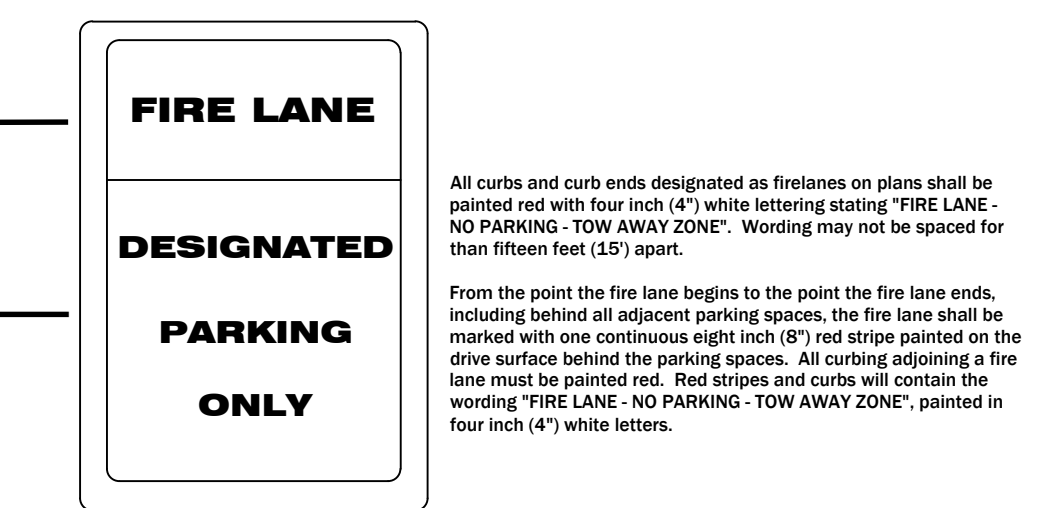 FIRE LANE
DESIGNATED
PARKING
ONLY
All curbs and curb ends designated as firelanes on plans shall be
painted red with four inch (4") white lettering stating "FIRE LANE -
NO PARKING - TOW AWAY ZONE".  Wording may not be spaced for
than fifteen feet (15') apart.
From the point the fire lane begins to the point the fire lane ends,
including behind all adjacent parking spaces, the fire lane shall be
marked with one continuous eight inch (8") red stripe painted on the
drive surface behind the parking spaces.  All curbing adjoining a fire
lane must be painted red.  Red stripes and curbs will contain the
wording "FIRE LANE - NO PARKING - TOW AWAY ZONE", painted in
four inch (4") white letters.